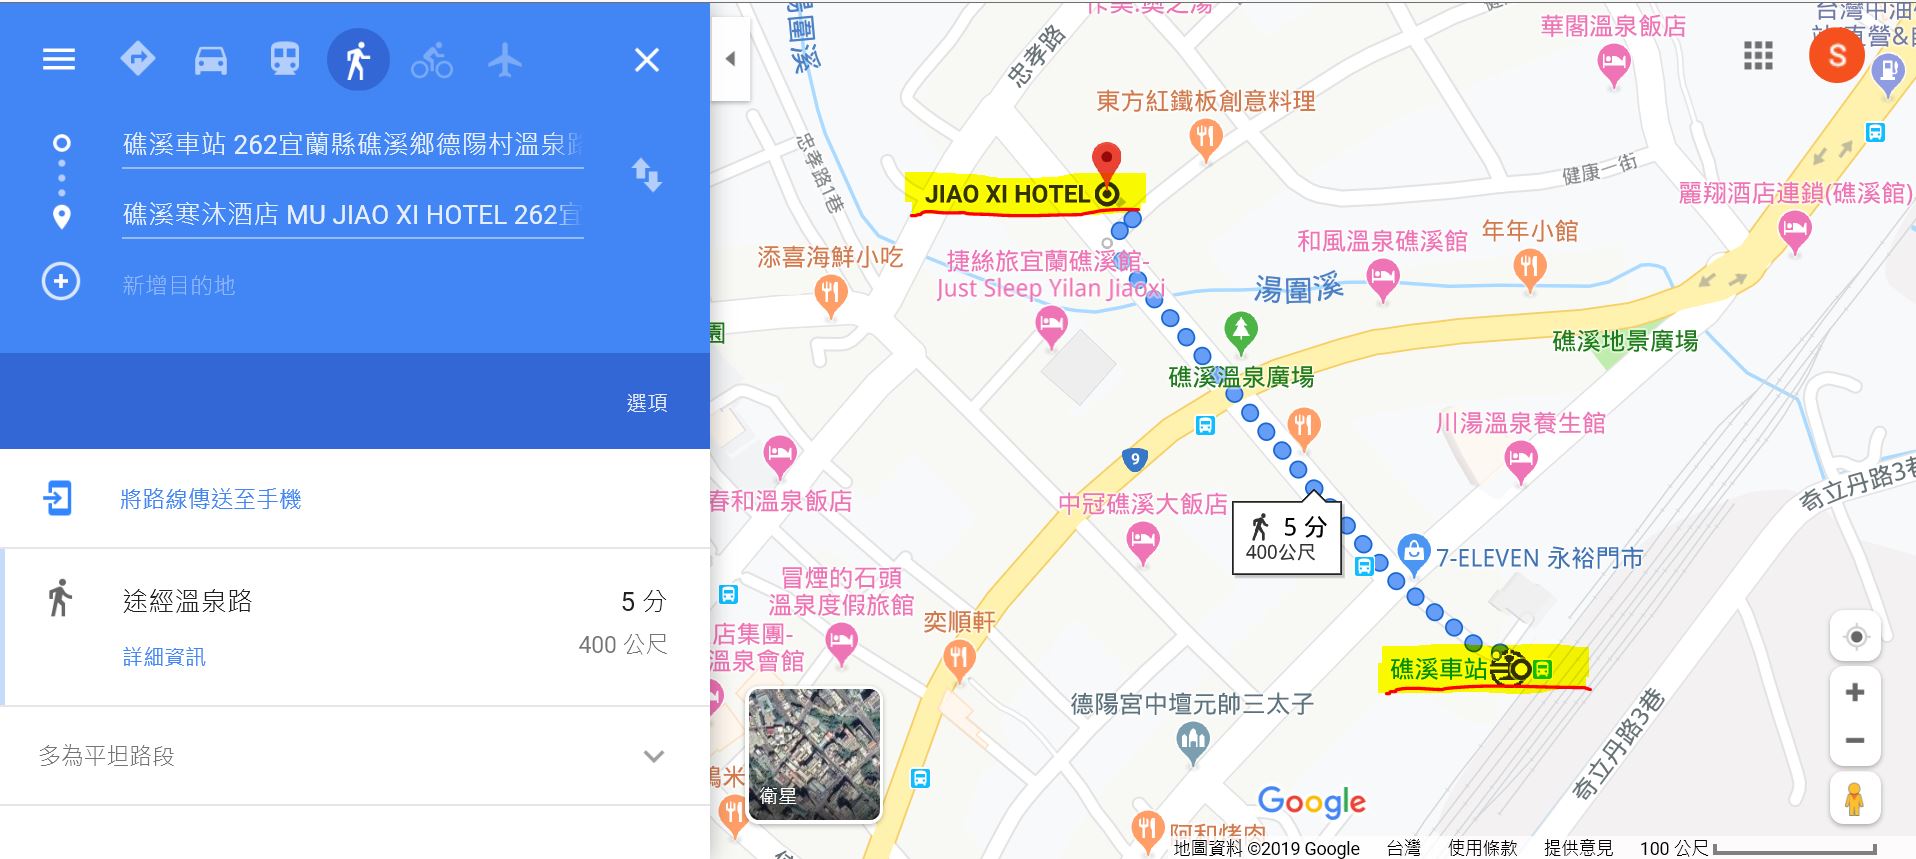 礁溪車站 262宜蘭縣礁溪鄉德陽村溫泉路
礁溪寒沐酒店 MU JIAO XI HOTEL 262宜
新增目的地
選項
將路線傳送至手機
途經溫泉路
5 分
400 公尺
詳細資訊
多為平坦路段
忠孝路
華閣溫泉飯店
S
東方紅鐵板創意料理
忠孝路1巷
健康一街
JIAO XI HOTEL
麗翔酒店連鎖(礁溪館)
和風溫泉礁溪館
年年小館
添喜海鮮小吃
捷絲旅宜蘭礁溪館-
Just Sleep Yilan Jiaoxi
湯圍溪
園
礁溪地景廣場
礁溪溫泉廣場
川湯溫泉養生館
9
奇立丹路3巷
春和溫泉飯店
中冠礁溪大飯店
5 分
400公尺
7-ELEVEN 永裕門市
冒煙的石頭
溫泉度假旅館
奕順軒
店集團-
溫泉會館
礁溪車站
德陽宮中壇元帥三太子
奇立丹路3巷
衛星
Google
阿和烤肉
地圖資料 ©2019 Google
台灣
使用條款
提供意見
100 公尺